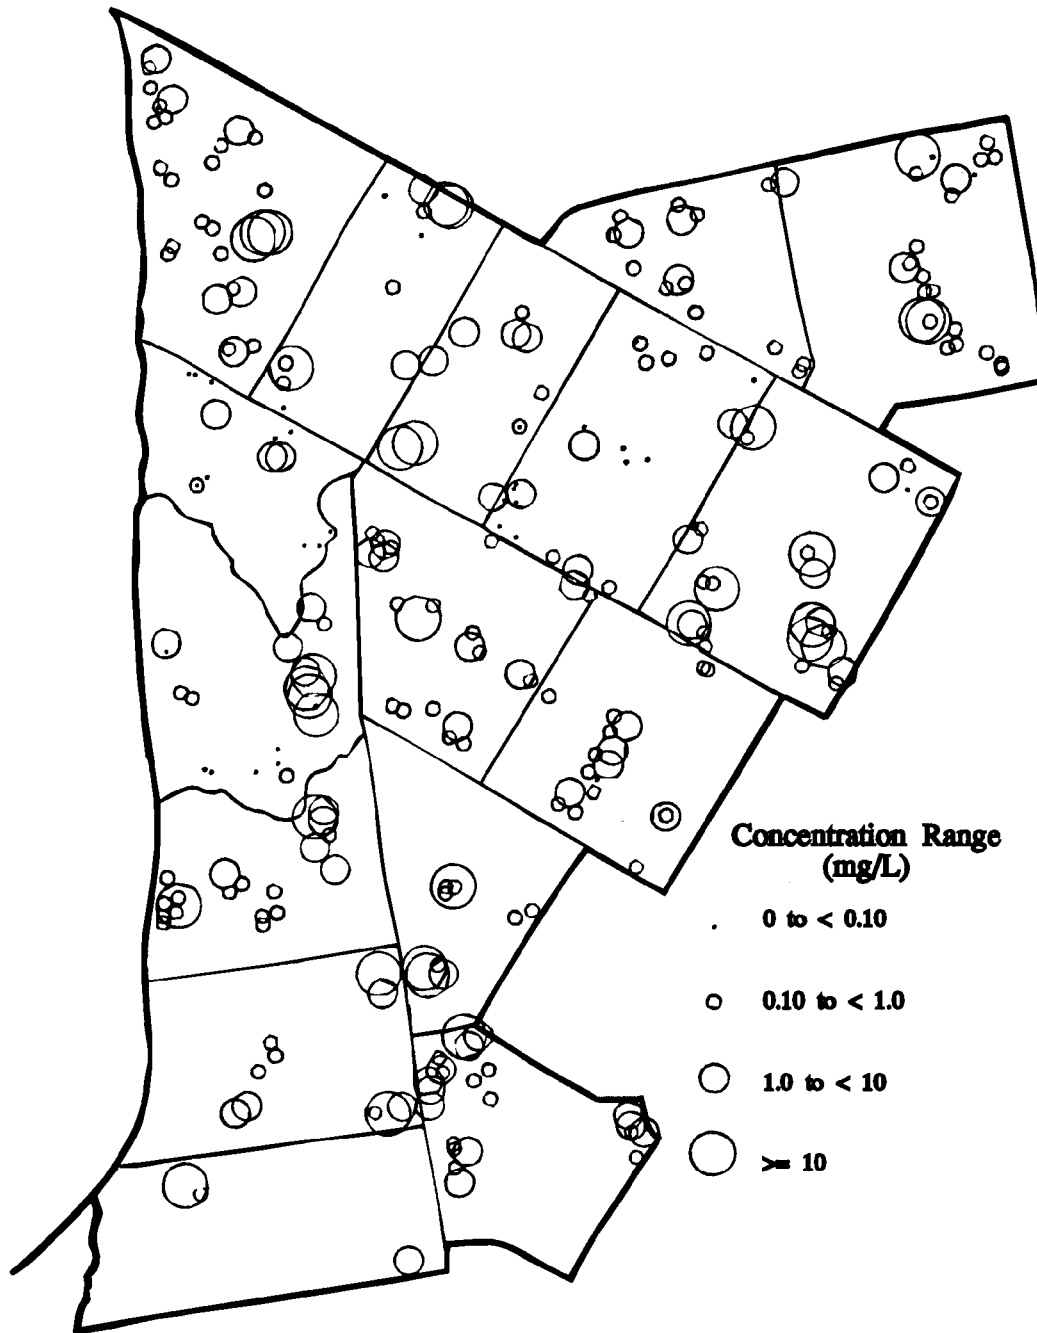 Concentration Range
(mg/L)
0 to < 0.10
0.10 to < 1.0
1.0 to < 10
>= 10